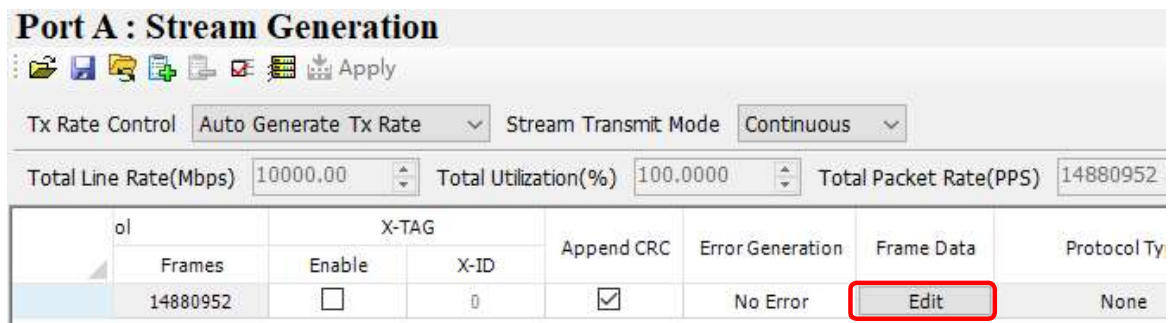 Port A : Stream Generation
Apply
Tx Rate Control Auto Generate Tx Rate Stream Transmit Mode Continuous
Total Line Rate(Mbps) 10000.00 Total Utilization(%) 100.0000 Total Packet Rate(PPS) 14880952
ol X-TAG Append CRC Error Generation Frame Data Protocol Ty
Frames Enable X-ID
14880952 0 No Error Edit None